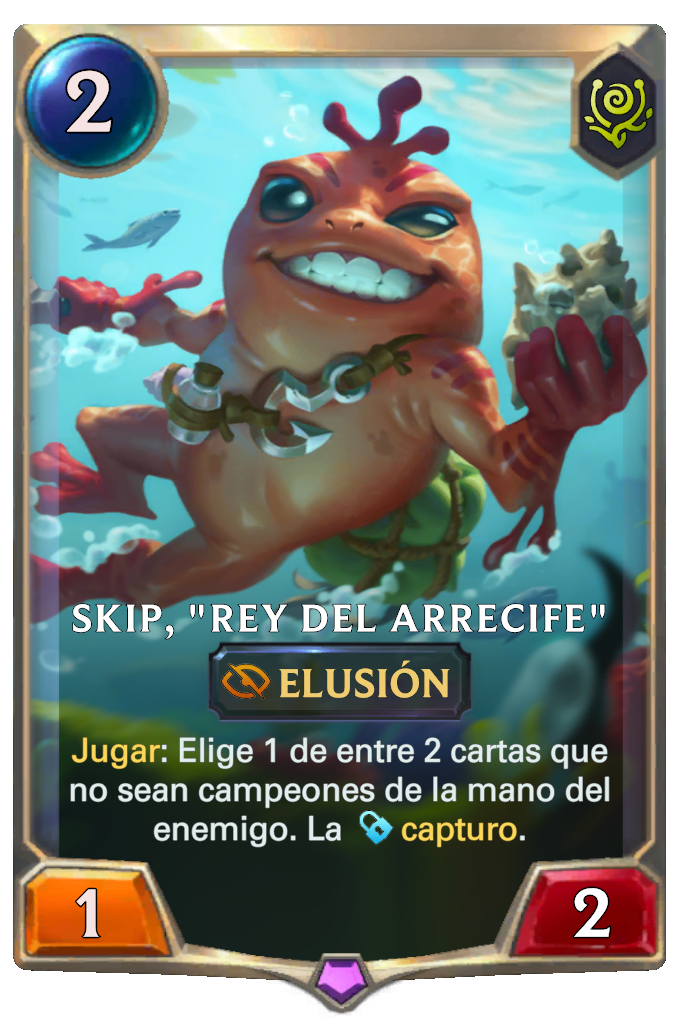 2
SKIP, "REY DEL ARRECIFE"
ELUSIÓN
Jugar: Elige 1 de entre 2 cartas que
no sean campeones de la mano del
enemigo. La capturo.
1
2